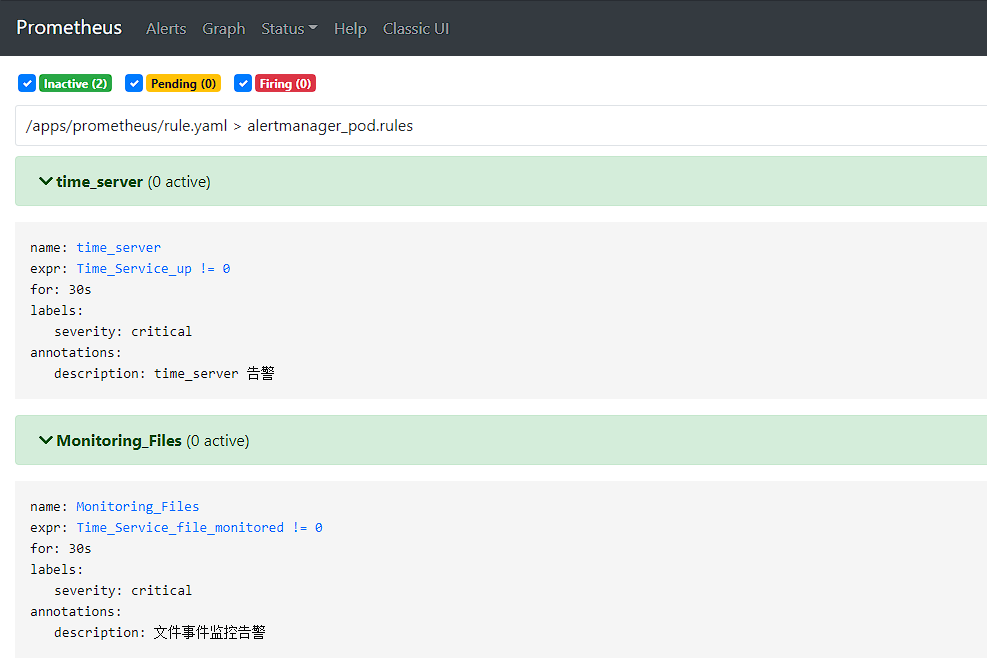 Prometheus Alerts Graph Status Help Classic UI
Inactive (2) Pending (0) Firing (0)
/apps/prometheus/rule.yaml > alertmanager_pod.rules
time_server (0 active)
name: time_server
expr: Time_Service_up != 0
for: 30s
labels:
severity: critical
annotations:
description: time_server 告警
Monitoring_Files (0 active)
name: Monitoring_Files
expr: Time_Service_file_monitored != 0
for: 30s
labels:
severity: critical
annotations:
description: 文件事件监控告警